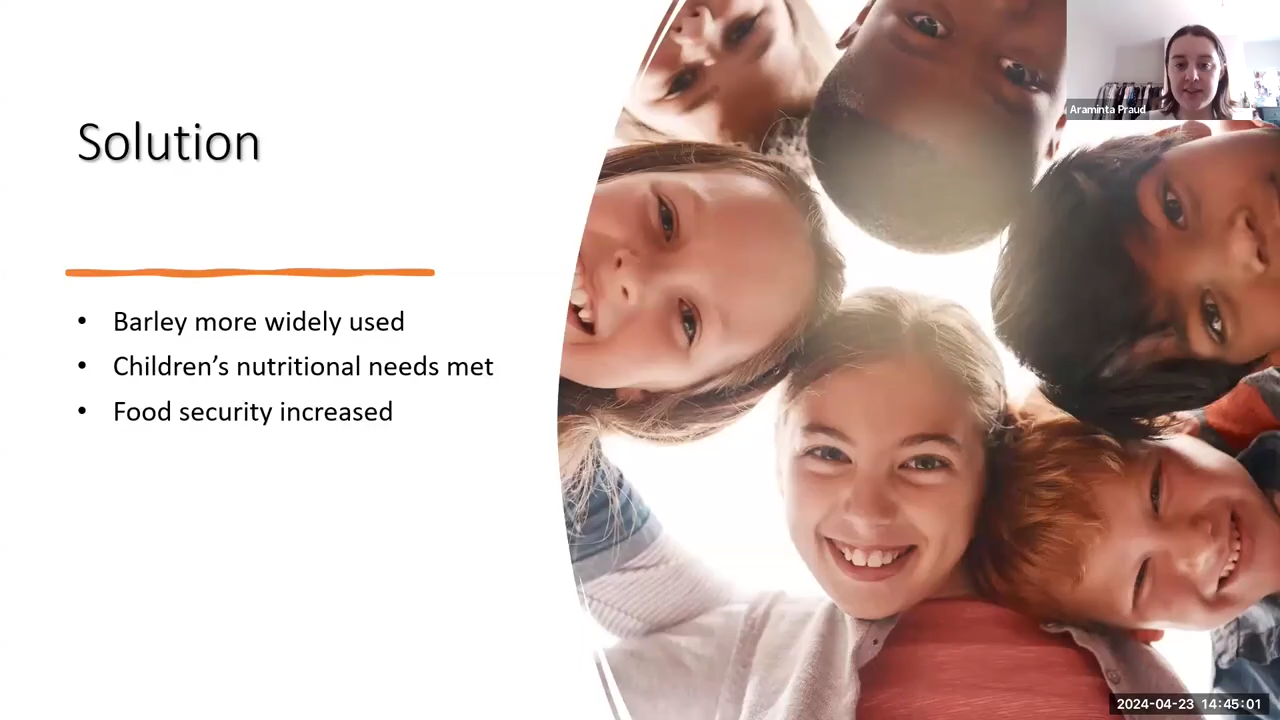 Solution
• Barley more widely used
• Children’s nutritional needs met
• Food security increased
Araminta Praud
2024-04-23 14:45:01